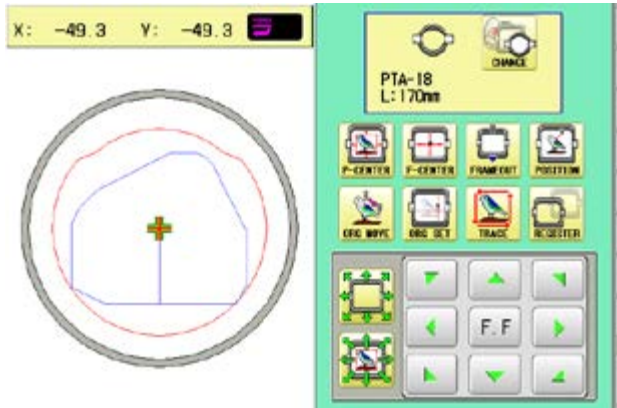 X: -49.3 Y: -49.3
CHANGE
PTA-18
L:170mm
P-CENTER F-CENTER FRAMEOUT POSITION
ORG MOVE ORG SET TRACE REGISTER
F.F